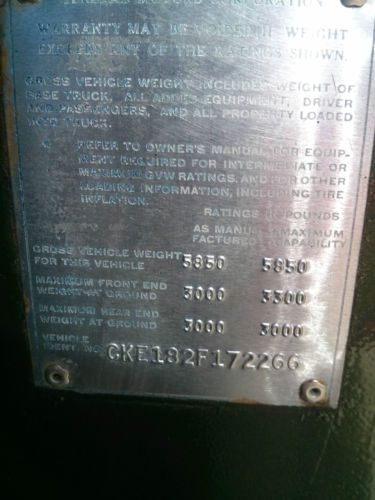 MOTORS CORPORATION
WARRANTY MAY BE VOIDED IF WEIGHT
EXCEEDS ANY OF THE RATINGS SHOWN.
GROSS VEHICLE WEIGHT INCLUDES WEIGHT OF
BASE TRUCK, ALL ADDED EQUIPMENT, DRIVER
AND PASSENGERS, AND ALL PROPERTY LOADED
INTO TRUCK.
REFER TO OWNER'S MANUAL FOR EQUIP-
MENT REQUIRED FOR INTERMEDIATE OR
MAXIMUM GVW RATINGS, AND FOR OTHER
LOADING INFORMATION, INCLUDING TIRE
INFLATION.
RATINGS IN POUNDS
AS MANU- MAXIMUM
FACTURED CAPABILITY
GROSS VEHICLE WEIGHT
FOR THIS VEHICLE 5850 5850
MAXIMUM FRONT END
WEIGHT AT GROUND 3000 3300
MAXIMUM REAR END
WEIGHT AT GROUND 3000 3000
VEHICLE
IDENT. NO. CKE182F172266